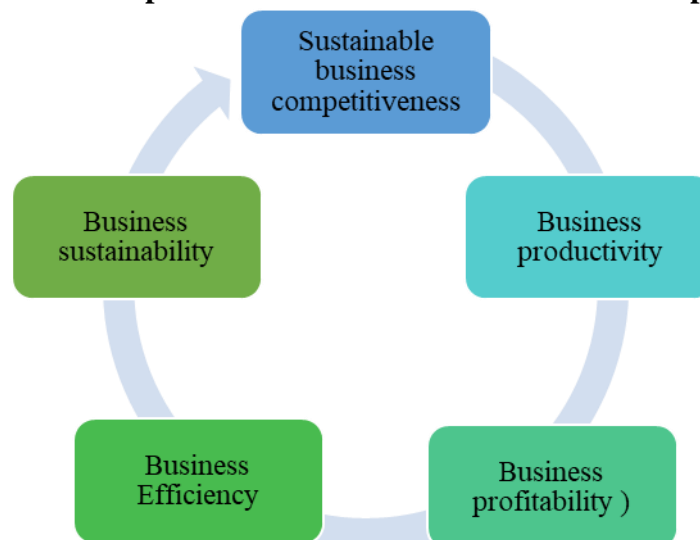 Sustainable
business
competitiveness
Business
productivity
Business
profitability )
Business
Efficiency
Business
sustainability